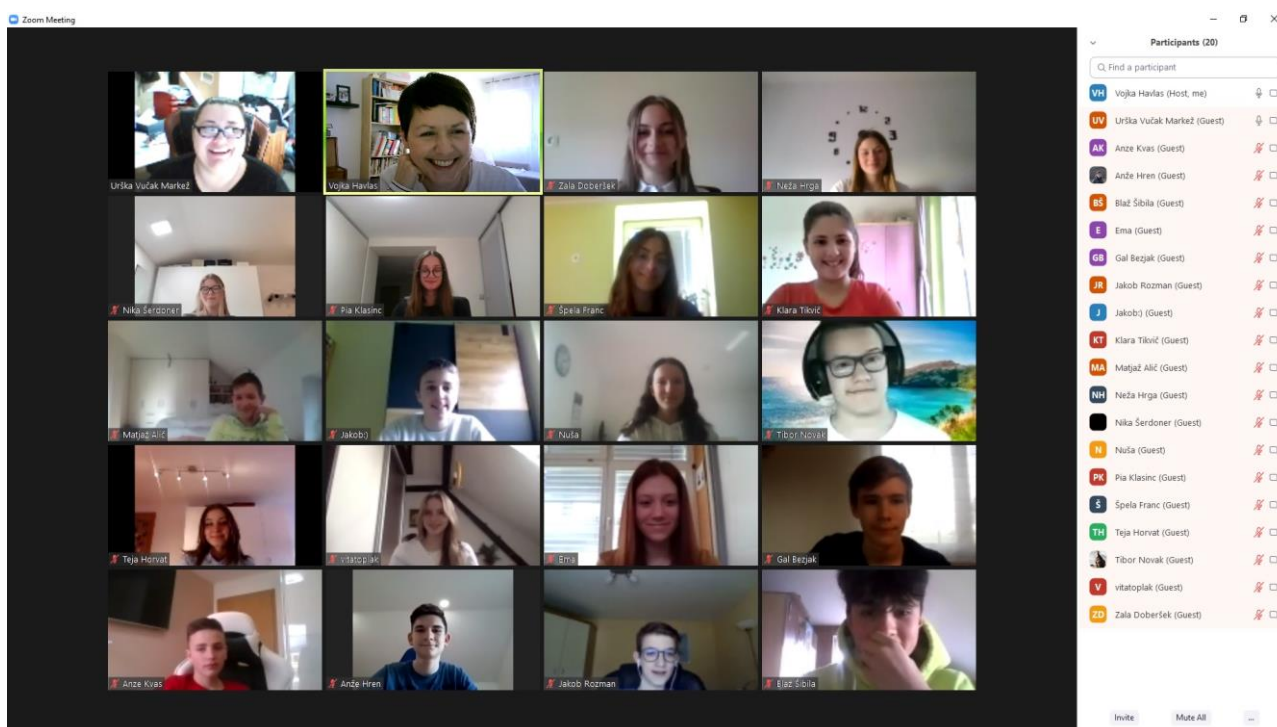 Zoom Meeting
Urška Vučak Markež
Vojka Havlas
Zala Doberšek
Neža Hrga
Nika Šerdoner
Pia Klasinc
Špela Franc
Klara Tikvič
Matjaž Alič
Jakob:)
Nuša
Tibor Novak
Teja Horvat
vitatoplak
Ema
Gal Bezjak
Anze Kvas
Anže Hren
Jakob Rozman
Blaž Šibila
Participants (20)
Find a participant
VH Vojka Havlas (Host, me)
UV Urška Vučak Markež (Guest)
AK Anze Kvas (Guest)
Anže Hren (Guest)
BŠ Blaž Šibila (Guest)
E Ema (Guest)
GB Gal Bezjak (Guest)
JR Jakob Rozman (Guest)
J Jakob:) (Guest)
KT Klara Tikvič (Guest)
MA Matjaž Alič (Guest)
NH Neža Hrga (Guest)
Nika Šerdoner (Guest)
N Nuša (Guest)
PK Pia Klasinc (Guest)
Š Špela Franc (Guest)
TH Teja Horvat (Guest)
Tibor Novak (Guest)
V vitatoplak (Guest)
ZD Zala Doberšek (Guest)
Invite Mute All ...